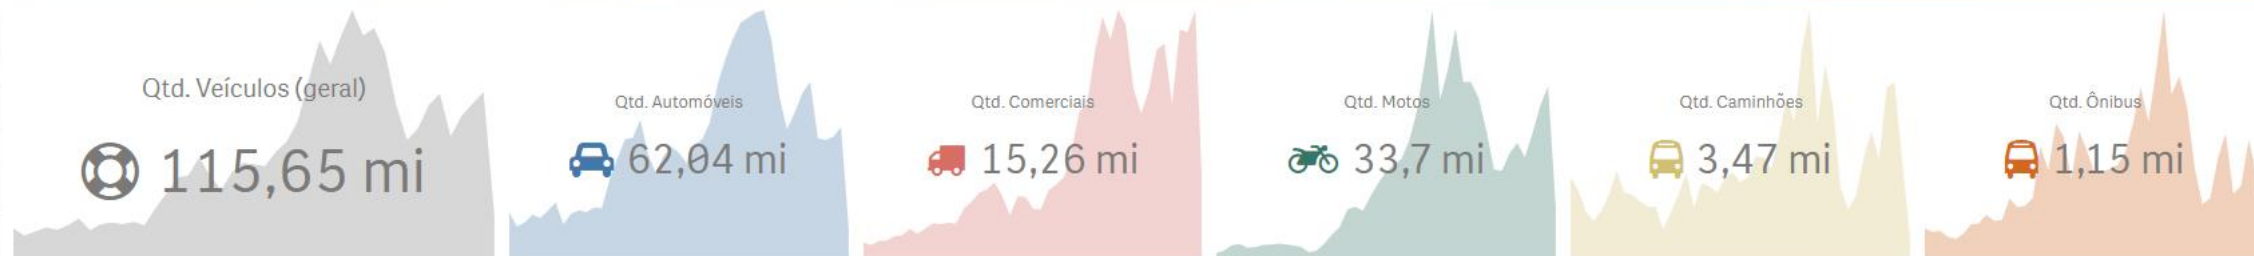 Qtd. Veículos (geral)
115,65 mi
Qtd. Automóveis
62,04 mi
Qtd. Comerciais
15,26 mi
Qtd. Motos
33,7 mi
Qtd. Caminhões
3,47 mi
Qtd. Ônibus
1,15 mi